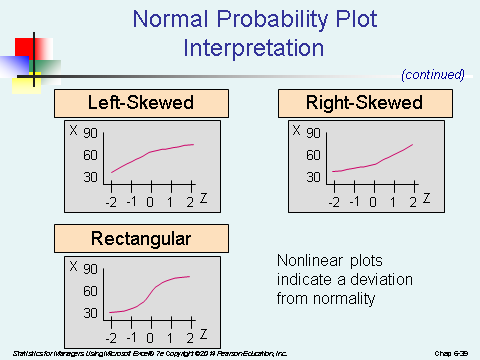 Normal Probability Plot
Interpretation
(continued)
Left-Skewed
X 90
60
30
-2 -1 0 1 2 Z
Right-Skewed
X 90
60
30
-2 -1 0 1 2 Z
Rectangular
X 90
60
30
-2 -1 0 1 2 Z
Nonlinear plots
indicate a deviation
from normality
Statistics for Managers Using Microsoft Excel® 7e Copyright ©2014 Pearson Education, Inc.
Chap 6-39